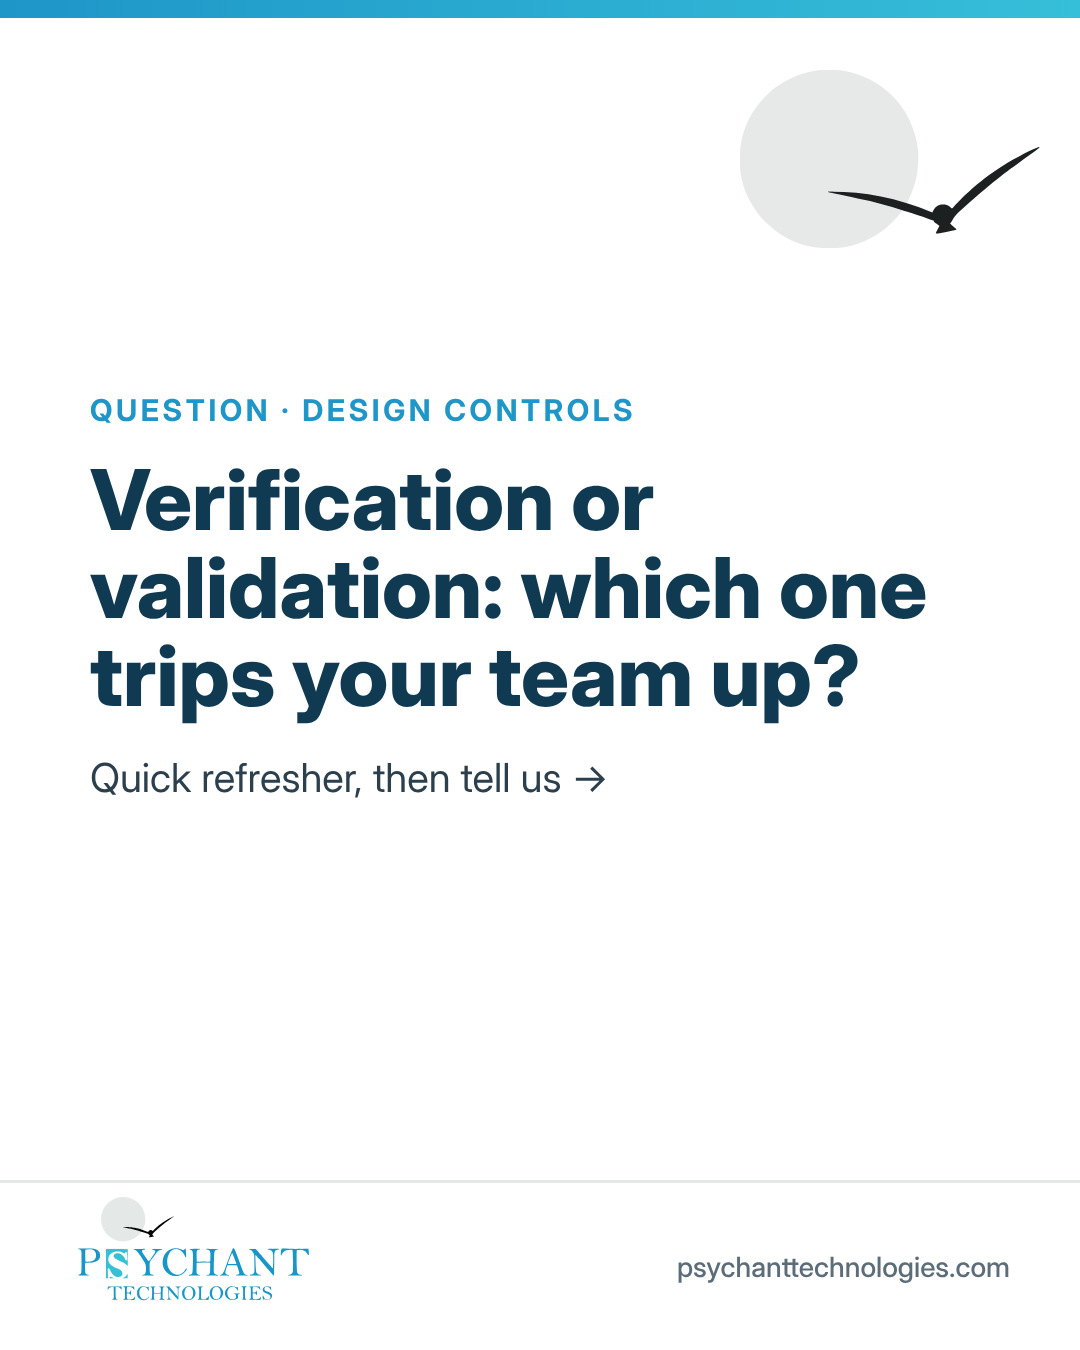 QUESTION · DESIGN CONTROLS
Verification or
validation: which one
trips your team up?
Quick refresher, then tell us →
PSYCHANT
TECHNOLOGIES
psychanttechnologies.com